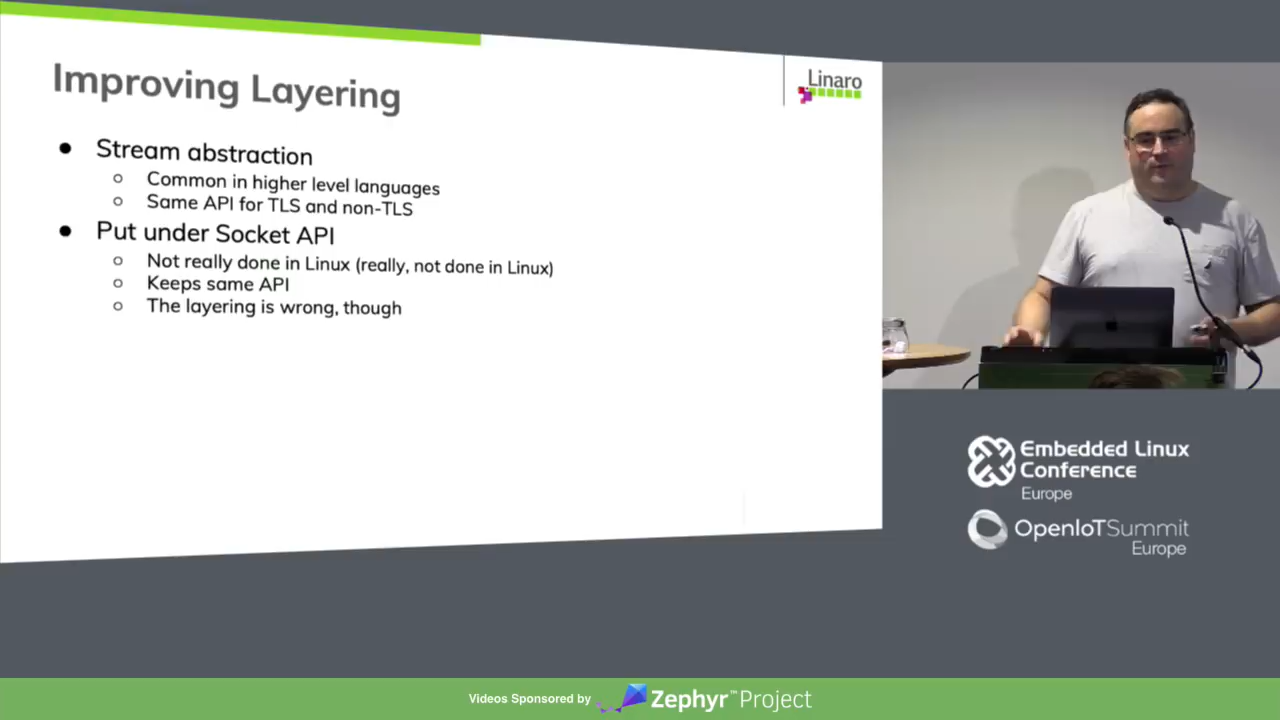 Improving Layering
Linaro
● Stream abstraction
○ Common in higher level languages
○ Same API for TLS and non-TLS
● Put under Socket API
○ Not really done in Linux (really, not done in Linux)
○ Keeps same API
○ The layering is wrong, though
Embedded Linux
Conference
Europe
OpenIoTSummit
Europe
Videos Sponsored by Zephyr™Project